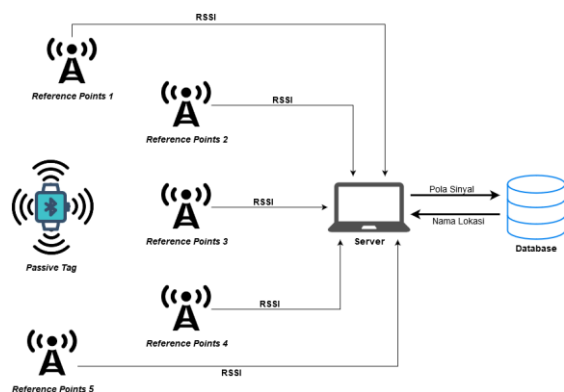 RSSI
Reference Points 1
RSSI
Reference Points 2
Pola Sinyal
RSSI
Nama Lokasi
Reference Points 3
Server
Database
Passive Tag
RSSI
Reference Points 4
RSSI
Reference Points 5